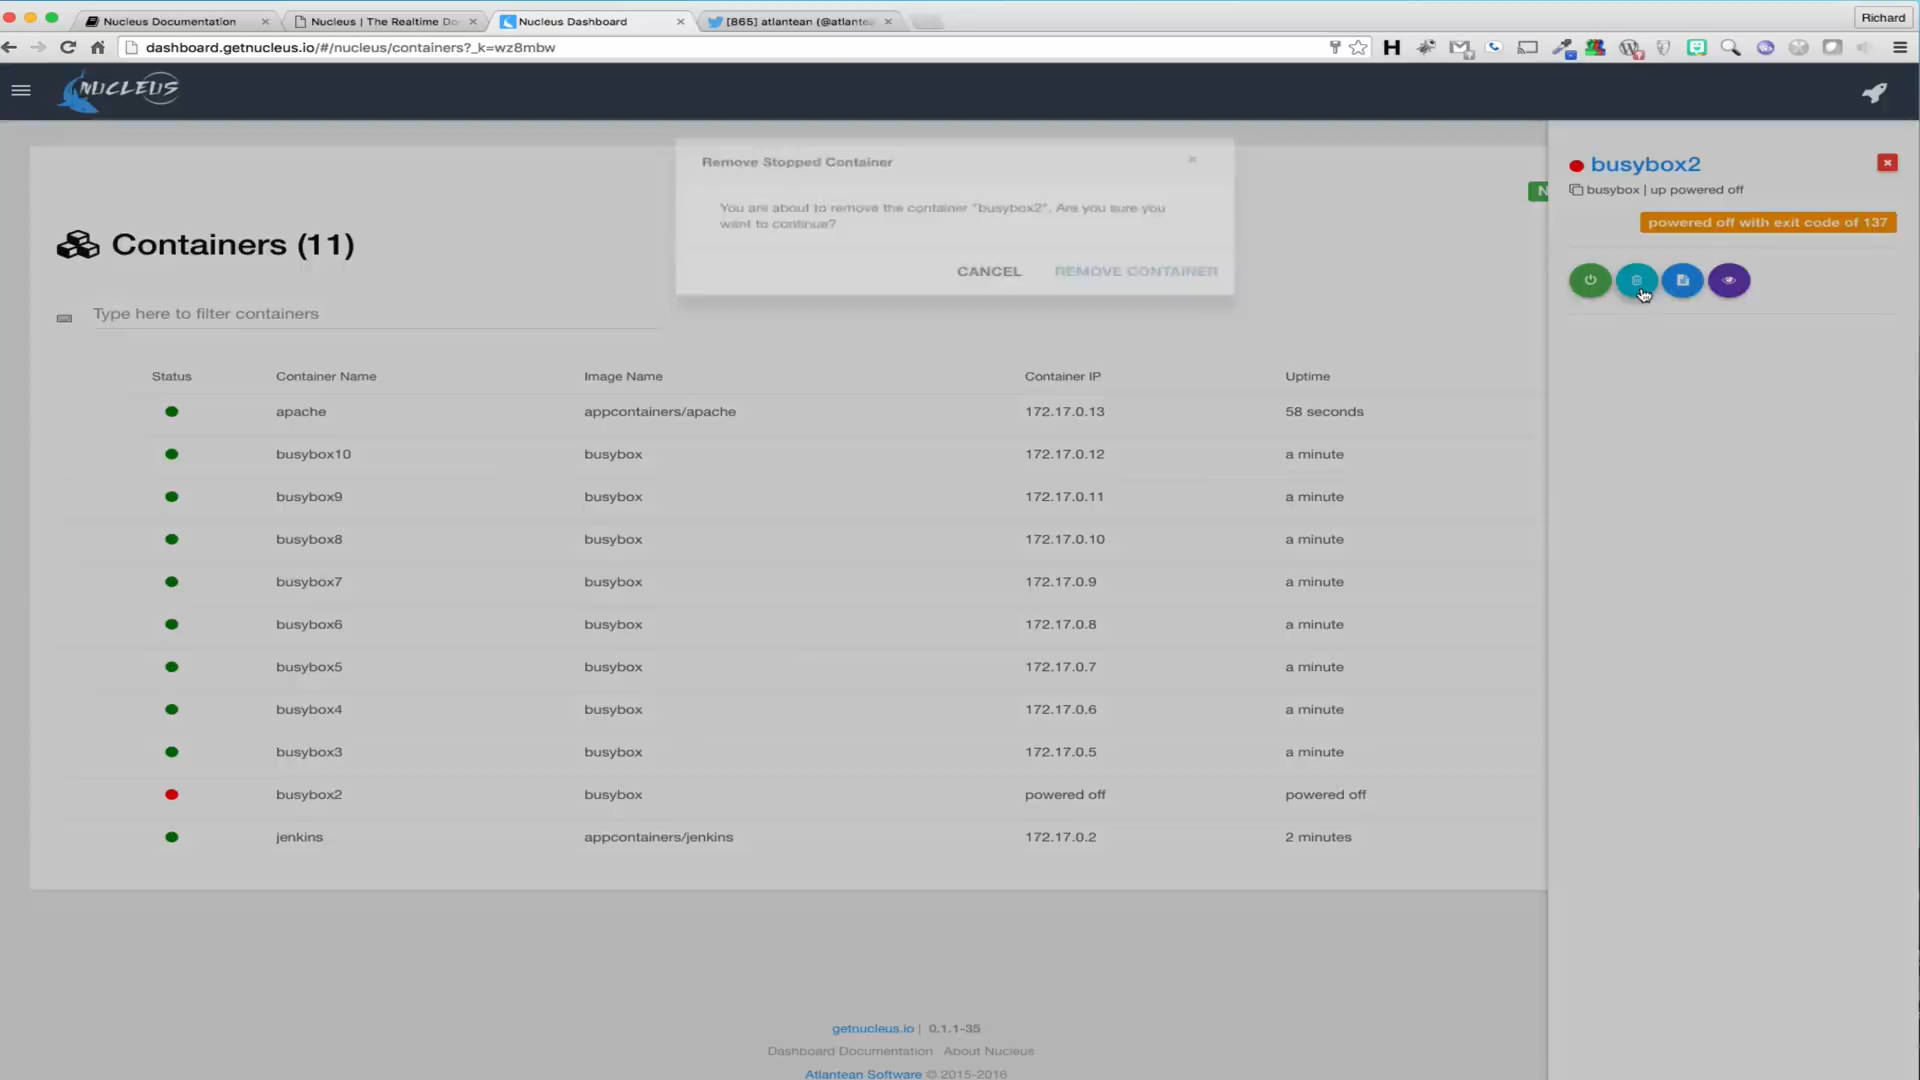 Nucleus Documentation
Nucleus | The Realtime Do
Nucleus Dashboard
[865] atlantean (@atlante
Richard
dashboard.getnucleus.io/#/nucleus/containers?_k=wz8mbw
NUCLEUS
Remove Stopped Container
You are about to remove the container "busybox2". Are you sure you
want to continue?
CANCEL REMOVE CONTAINER
N
busybox2
busybox | up powered off
powered off with exit code of 137
Containers (11)
Type here to filter containers
Status Container Name Image Name Container IP Uptime
apache appcontainers/apache 172.17.0.13 58 seconds
busybox10 busybox 172.17.0.12 a minute
busybox9 busybox 172.17.0.11 a minute
busybox8 busybox 172.17.0.10 a minute
busybox7 busybox 172.17.0.9 a minute
busybox6 busybox 172.17.0.8 a minute
busybox5 busybox 172.17.0.7 a minute
busybox4 busybox 172.17.0.6 a minute
busybox3 busybox 172.17.0.5 a minute
busybox2 busybox powered off powered off
jenkins appcontainers/jenkins 172.17.0.2 2 minutes
getnucleus.io | 0.1.1-35
Dashboard Documentation About Nucleus
Atlantean Software © 2015-2016